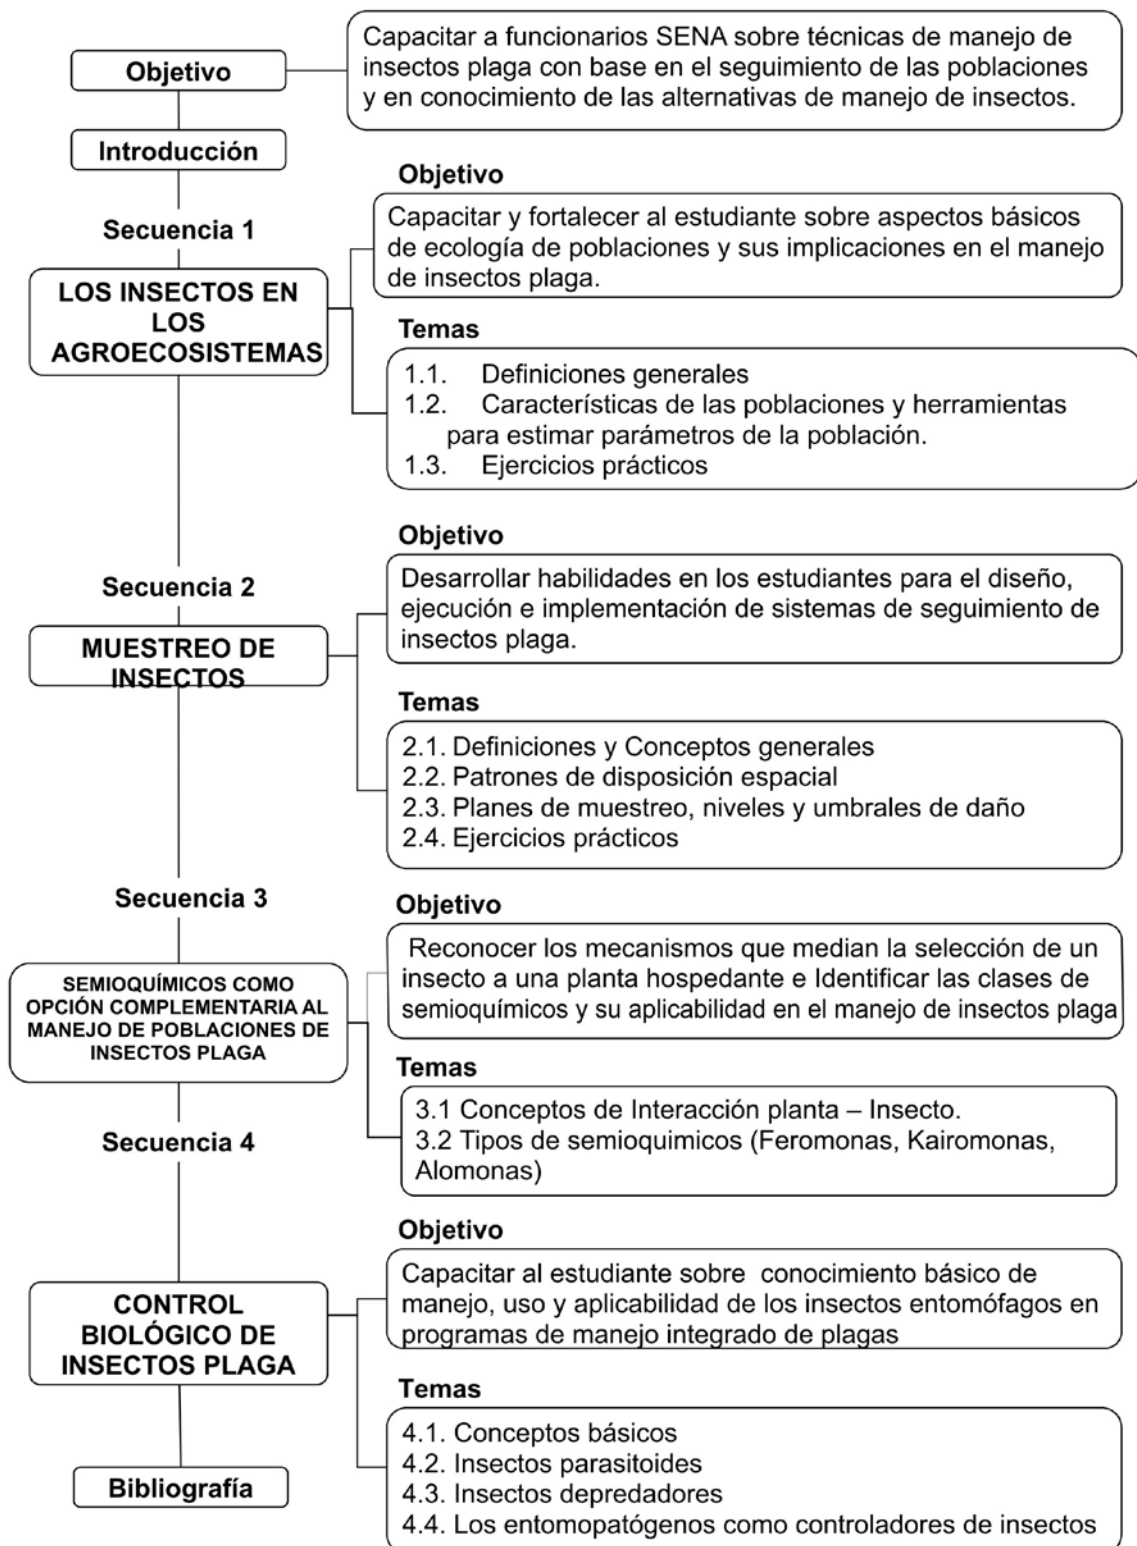 Objetivo
Capacitar a funcionarios SENA sobre técnicas de manejo de
insectos plaga con base en el seguimiento de las poblaciones
y en conocimiento de las alternativas de manejo de insectos.
Introducción
Secuencia 1
LOS INSECTOS EN
LOS
AGROECOSISTEMAS
Objetivo
Capacitar y fortalecer al estudiante sobre aspectos básicos
de ecología de poblaciones y sus implicaciones en el manejo
de insectos plaga.
Temas
1.1. Definiciones generales
1.2. Características de las poblaciones y herramientas
para estimar parámetros de la población.
1.3. Ejercicios prácticos
Secuencia 2
MUESTREO DE
INSECTOS
Objetivo
Desarrollar habilidades en los estudiantes para el diseño,
ejecución e implementación de sistemas de seguimiento de
insectos plaga.
Temas
2.1. Definiciones y Conceptos generales
2.2. Patrones de disposición espacial
2.3. Planes de muestreo, niveles y umbrales de daño
2.4. Ejercicios prácticos
Secuencia 3
SEMIOQUÍMICOS COMO
OPCIÓN COMPLEMENTARIA AL
MANEJO DE POBLACIONES DE
INSECTOS PLAGA
Objetivo
Reconocer los mecanismos que median la selección de un
insecto a una planta hospedante e Identificar las clases de
semioquímicos y su aplicabilidad en el manejo de insectos plaga
Temas
3.1 Conceptos de Interacción planta – Insecto.
3.2 Tipos de semioquimicos (Feromonas, Kairomonas,
Alomonas)
Secuencia 4
CONTROL
BIOLÓGICO DE
INSECTOS PLAGA
Objetivo
Capacitar al estudiante sobre conocimiento básico de
manejo, uso y aplicabilidad de los insectos entomófagos en
programas de manejo integrado de plagas
Temas
4.1. Conceptos básicos
4.2. Insectos parasitoides
4.3. Insectos depredadores
4.4. Los entomopatógenos como controladores de insectos
Bibliografía